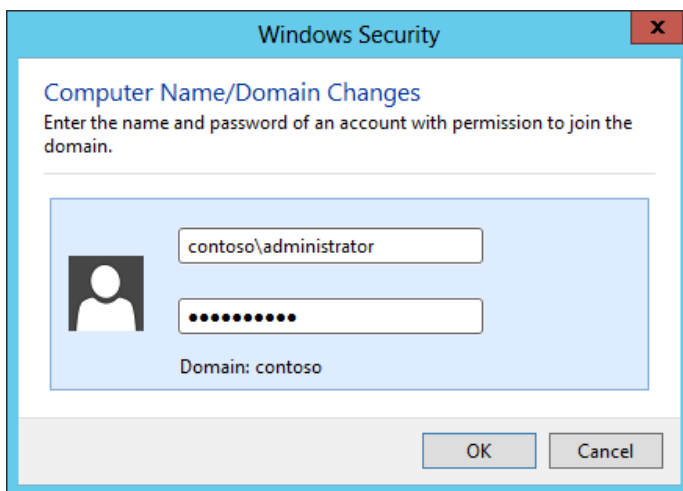 Windows Security
x
Computer Name/Domain Changes
Enter the name and password of an account with permission to join the
domain.
contoso\administrator
●●●●●●●●●●
Domain: contoso
OK
Cancel